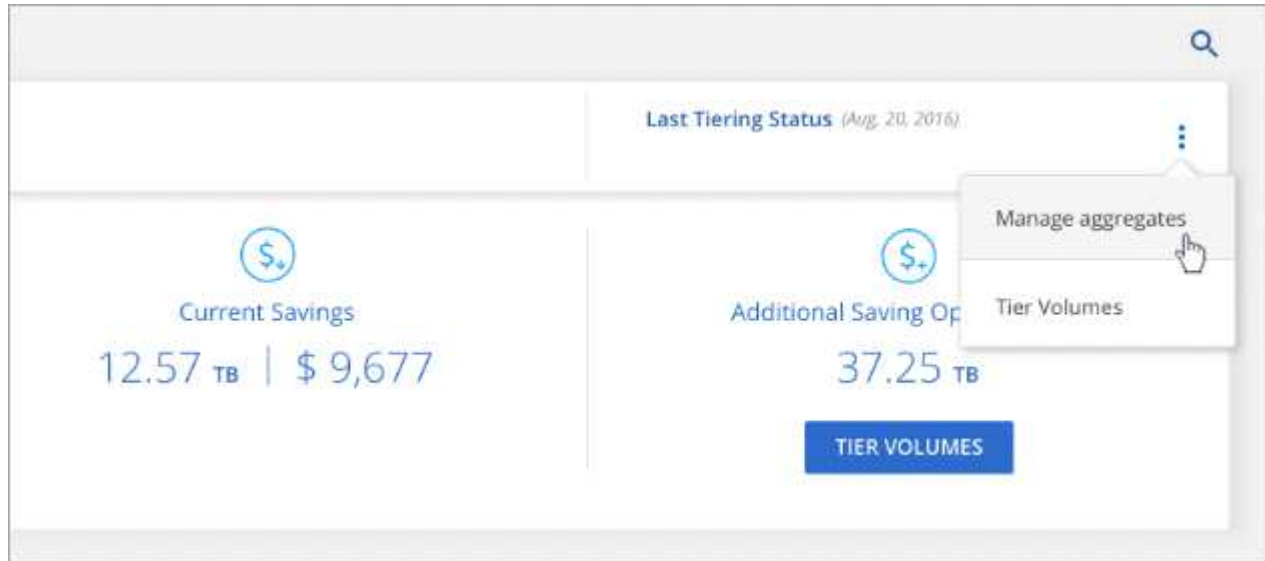 Last Tiering Status (Aug. 20, 2016)
Manage aggregates
Tier Volumes
Current Savings
12.57 TB | $ 9,677
Additional Saving Op
37.25 TB
TIER VOLUMES